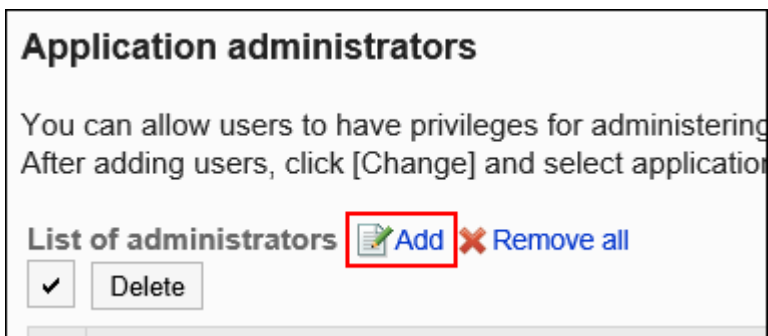 Application administrators
You can allow users to have privileges for administering
After adding users, click [Change] and select application
List of administrators Add Remove all
Delete